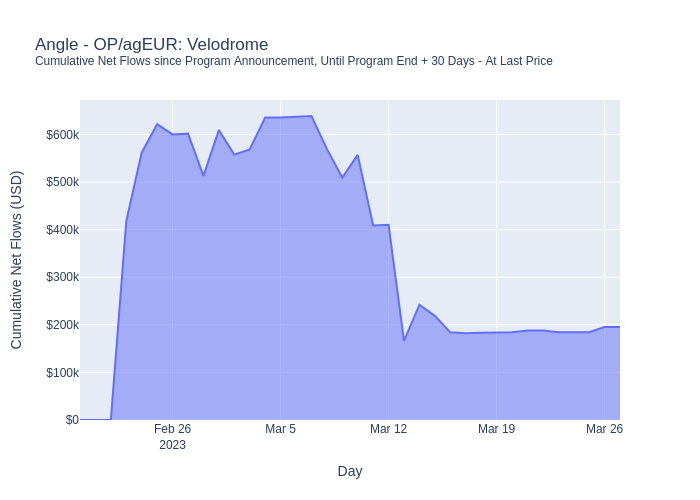 Angle - OP/agEUR: Velodrome
Cumulative Net Flows since Program Announcement, Until Program End + 30 Days - At Last Price
Cumulative Net Flows (USD)
$600k
$500k
$400k
$300k
$200k
$100k
$0
Feb 26
2023
Mar 5
Mar 12
Mar 19
Mar 26
Day